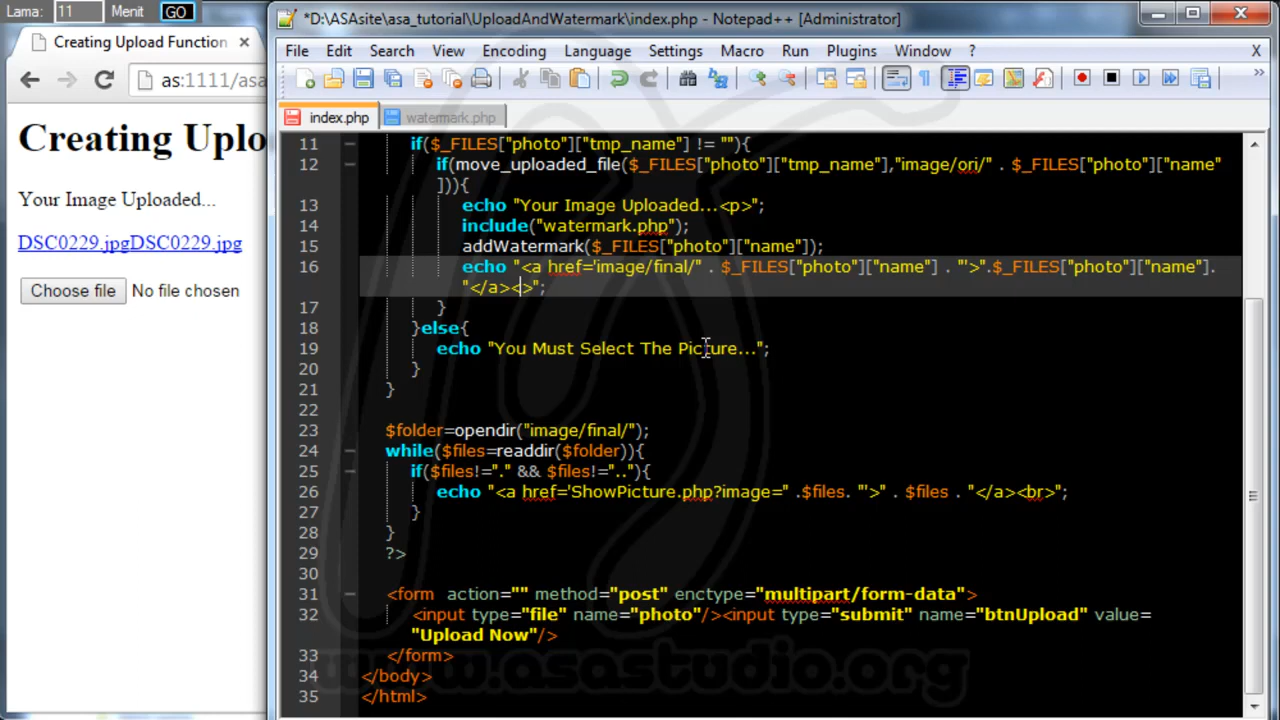 Lama: 11 Menit GO
*D:\ASAsite\asa_tutorial\UploadAndWatermark\index.php - Notepad++ [Administrator]
Creating Upload Function
File Edit Search View Encoding Language Settings Macro Run Plugins Window ? X
as:1111/asa
index.php watermark.php
Creating Uplo
Your Image Uploaded...
DSC0229.jpgDSC0229.jpg
Choose file No file chosen
11 if($_FILES["photo"]["tmp_name"] != ""){
12 if(move_uploaded_file($_FILES["photo"]["tmp_name"],"image/ori/" . $_FILES["photo"]["name"
])){
13 echo "Your Image Uploaded...<p>";
14 include("watermark.php");
15 addWatermark($_FILES["photo"]["name"]);
16 echo "<a href='image/final/" . $_FILES["photo"]["name"] . "'>".$_FILES["photo"]["name"].
"</a><>";
17 }
18 }else{
19 echo "You Must Select The Picture...";
20 }
21 }
22
23 $folder=opendir("image/final/");
24 while($files=readdir($folder)){
25 if($files!="." && $files!=".."){
26 echo "<a href='ShowPicture.php?image=" .$files. "'>" . $files . "</a><br>";
27 }
28 }
29 ?>
30
31 <form action="" method="post" enctype="multipart/form-data">
32 <input type="file" name="photo"/><input type="submit" name="btnUpload" value=
"Upload Now"/>
33 </form>
34 </body>
35 </html>
www.asastudio.org